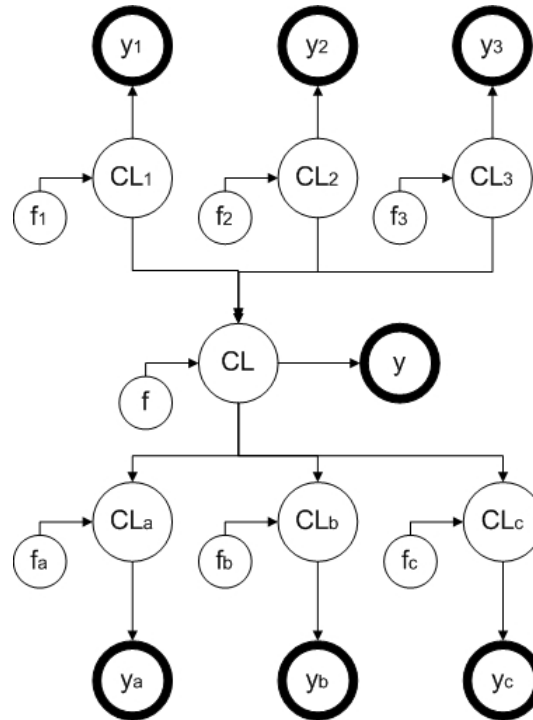 y1 y2 y3
CL1 CL2 CL3
f1 f2 f3
CL y
f
CLa CLb CLc
fa fb fc
ya yb yc